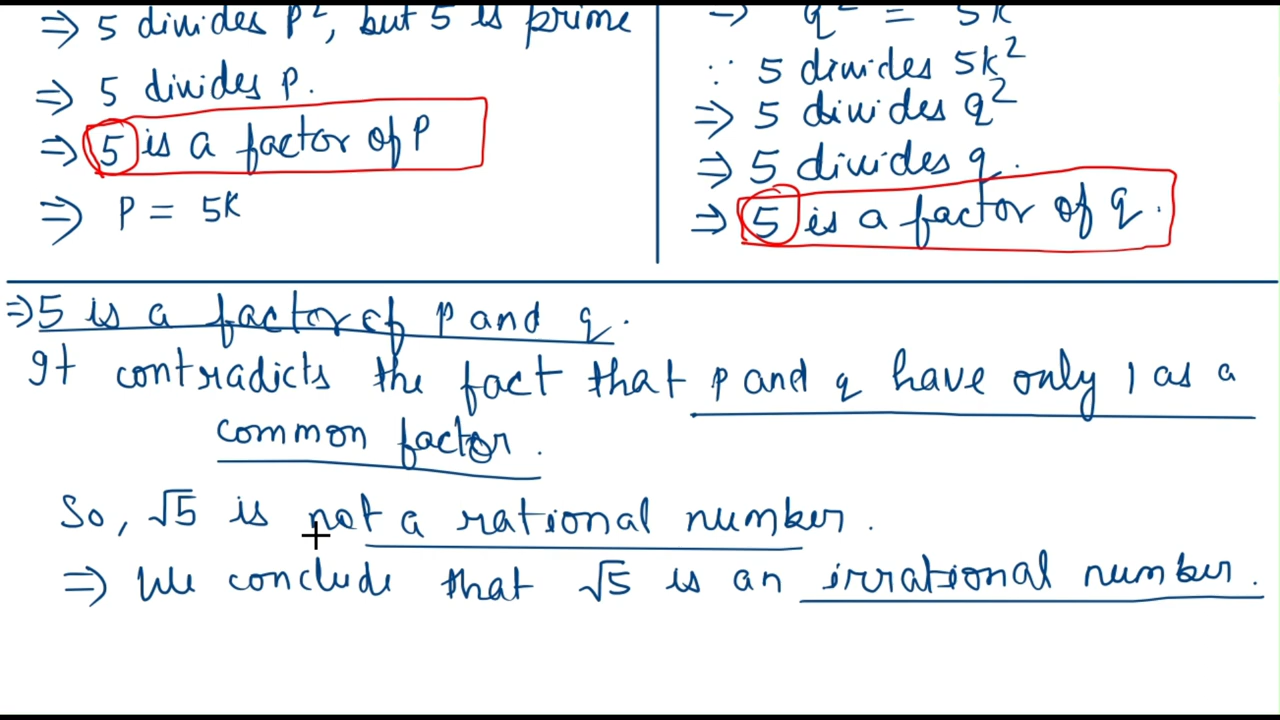 ⇒ 5 divides p², but 5 is prime
⇒ 5 divides p.
⇒ 5 is a factor of p
⇒ p = 5k
⇒ q² = 5k
∵ 5 divides 5k²
⇒ 5 divides q²
⇒ 5 divides q.
⇒ 5 is a factor of q.
⇒ 5 is a factor of p and q.
It contradicts the fact that p and q have only 1 as a
common factor.
So, √5 is not a rational number.
⇒ We conclude that √5 is an irrational number.